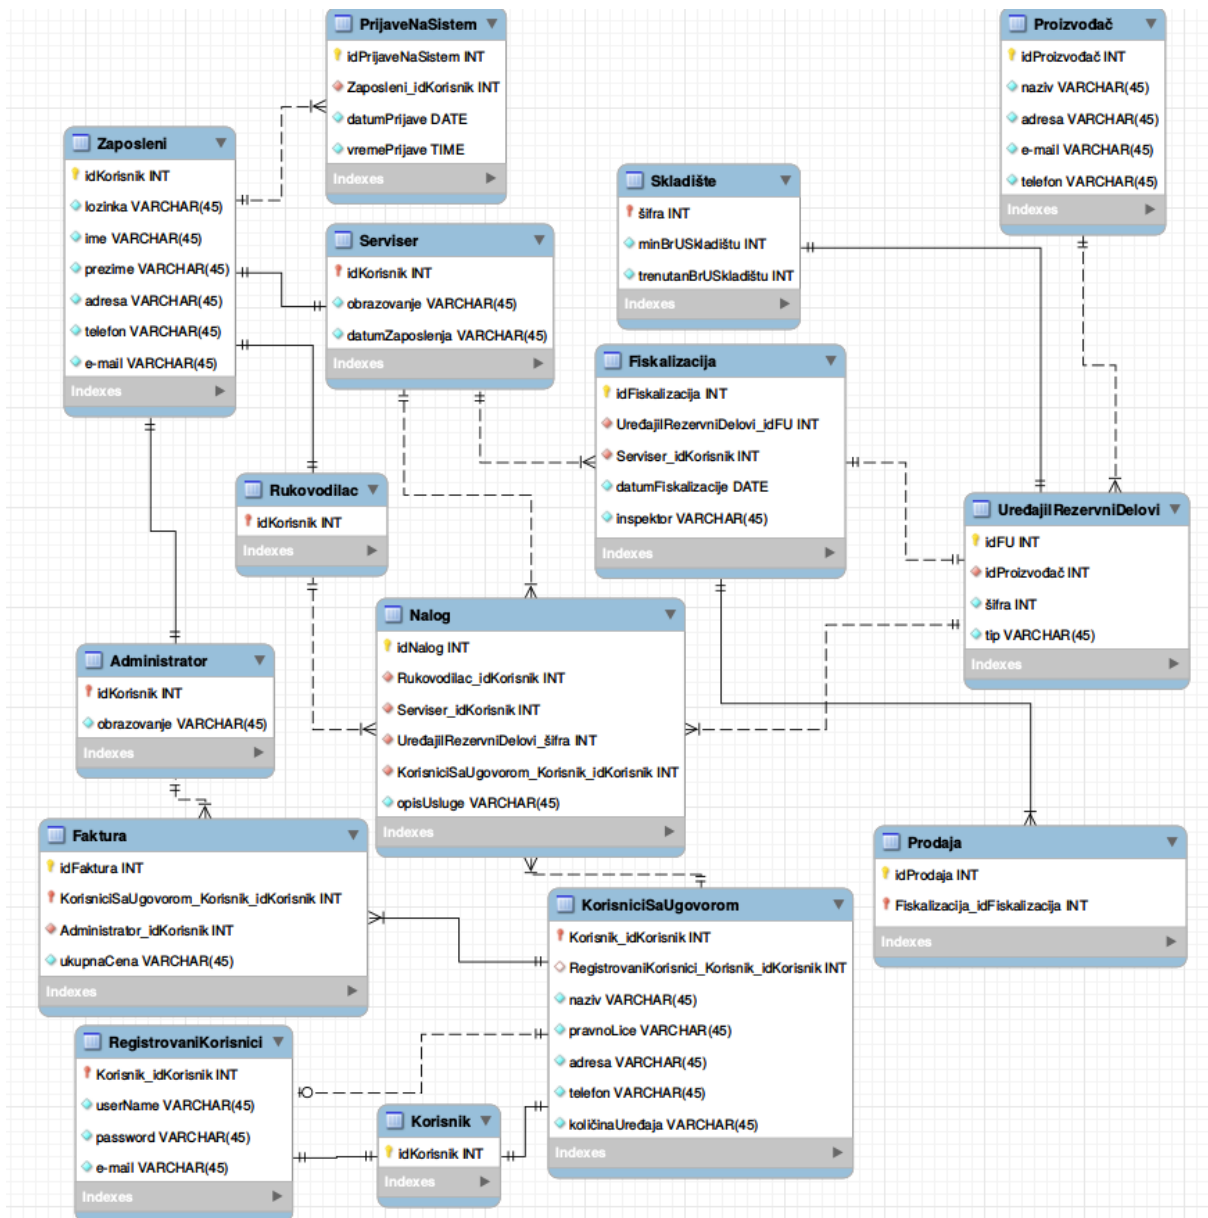 PrijaveNaSistem
idPrijaveNaSistem INT
Zaposleni_idKorisnik INT
datumPrijave DATE
vremePrijave TIME
Indexes
Proizvođač
idProizvođač INT
naziv VARCHAR(45)
adresa VARCHAR(45)
e-mail VARCHAR(45)
telefon VARCHAR(45)
Indexes
Zaposleni
idKorisnik INT
lozinka VARCHAR(45)
ime VARCHAR(45)
prezime VARCHAR(45)
adresa VARCHAR(45)
telefon VARCHAR(45)
e-mail VARCHAR(45)
Indexes
Skladište
šifra INT
minBrUSkladištu INT
trenutanBrUSkladištu INT
Indexes
Serviser
idKorisnik INT
obrazovanje VARCHAR(45)
datumZaposlenja VARCHAR(45)
Indexes
Fiskalizacija
idFiskalizacija INT
UređajiIRezervniDelovi_idFU INT
Serviser_idKorisnik INT
datumFiskalizacije DATE
inspektor VARCHAR(45)
Indexes
Rukovodilac
idKorisnik INT
Indexes
UređajiIRezervniDelovi
idFU INT
idProizvođač INT
šifra INT
tip VARCHAR(45)
Indexes
Nalog
idNalog INT
Rukovodilac_idKorisnik INT
Serviser_idKorisnik INT
UređajiIRezervniDelovi_šifra INT
KorisniciSaUgovorom_Korisnik_idKorisnik INT
opisUsluge VARCHAR(45)
Indexes
Administrator
idKorisnik INT
obrazovanje VARCHAR(45)
Indexes
Faktura
idFaktura INT
KorisniciSaUgovorom_Korisnik_idKorisnik INT
Administrator_idKorisnik INT
ukupnaCena VARCHAR(45)
Indexes
Prodaja
idProdaja INT
Fiskalizacija_idFiskalizacija INT
Indexes
KorisniciSaUgovorom
Korisnik_idKorisnik INT
RegistrovaniKorisnici_Korisnik_idKorisnik INT
naziv VARCHAR(45)
pravnoLice VARCHAR(45)
adresa VARCHAR(45)
telefon VARCHAR(45)
količinaUređaja VARCHAR(45)
Indexes
RegistrovaniKorisnici
Korisnik_idKorisnik INT
userName VARCHAR(45)
password VARCHAR(45)
e-mail VARCHAR(45)
Indexes
Korisnik
idKorisnik INT
Indexes